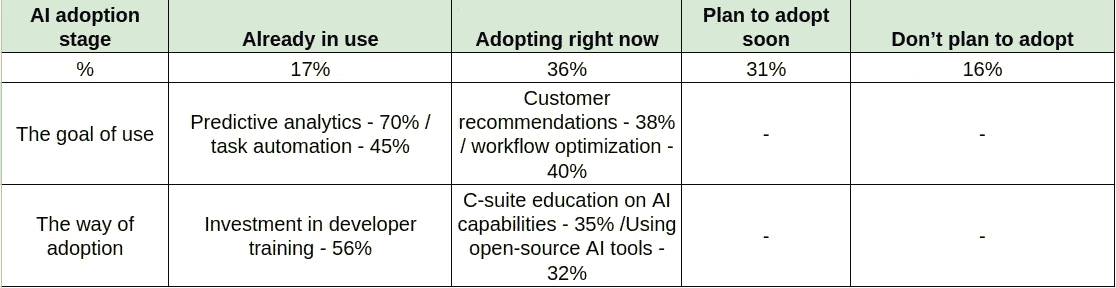 AI adoption
stage
Already in use
Adopting right now
Plan to adopt
soon
Don’t plan to adopt
%
17%
36%
31%
16%
The goal of use
Predictive analytics - 70% /
task automation - 45%
Customer
recommendations - 38%
/ workflow optimization -
40%
-
-
The way of
adoption
Investment in developer
training - 56%
C-suite education on AI
capabilities - 35% /Using
open-source AI tools -
32%
-
-